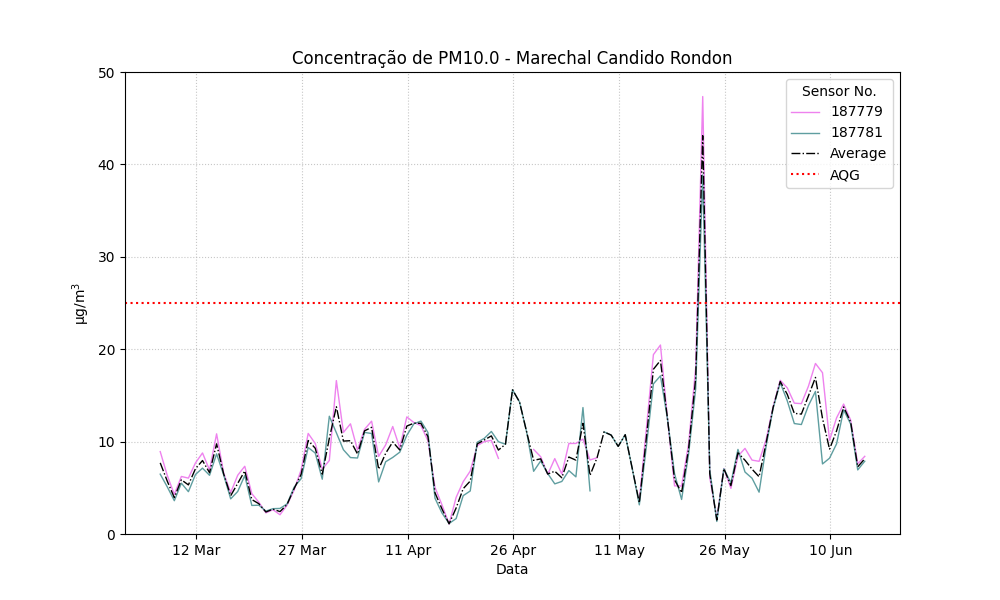 Concentração de PM10.0 - Marechal Candido Rondon
Sensor No.
187779
187781
Average
AQG
µg/m³
50
40
30
20
10
0
12 Mar
27 Mar
11 Apr
26 Apr
11 May
26 May
10 Jun
Data